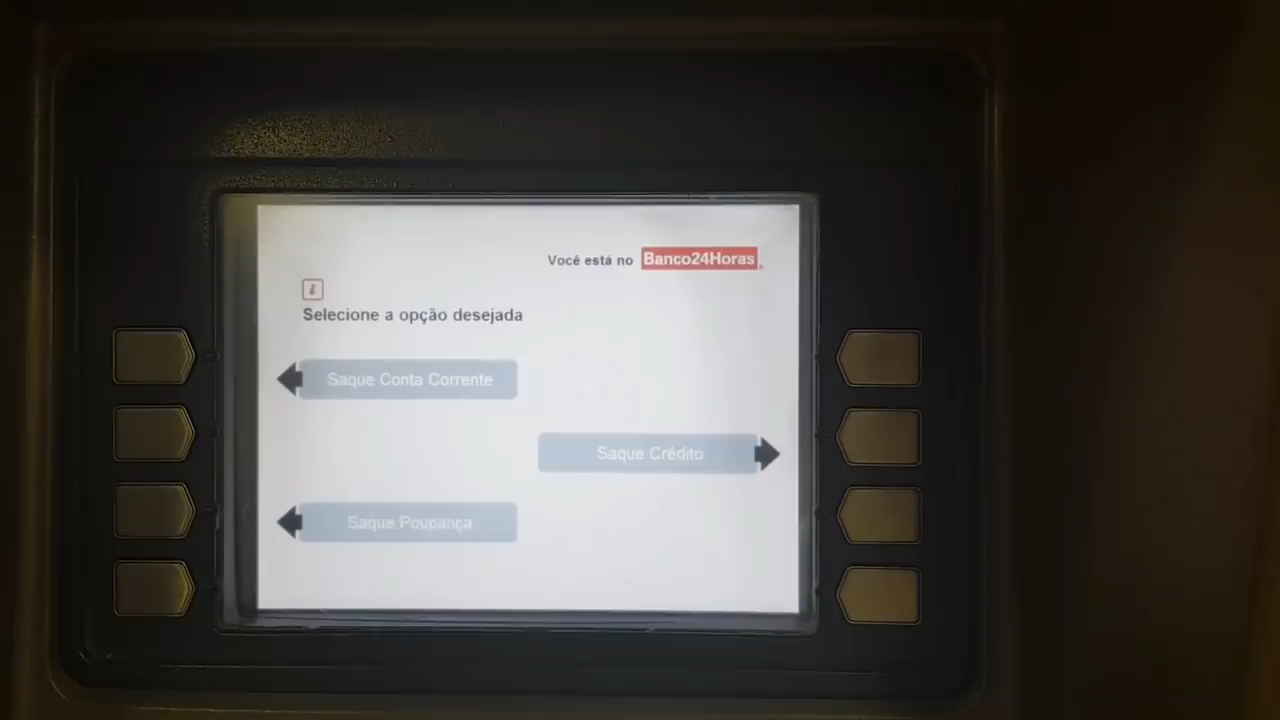 Você está no Banco24Horas
Selecione a opção desejada
Saque Conta Corrente
Saque Crédito
Saque Poupança